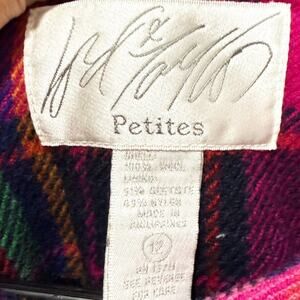 Petites
SHELL
100% WOOL
LINING
51% ACETATE
49% NYLON
MADE IN
PHILIPPINES
12
SEE REVERSE
FOR CARE